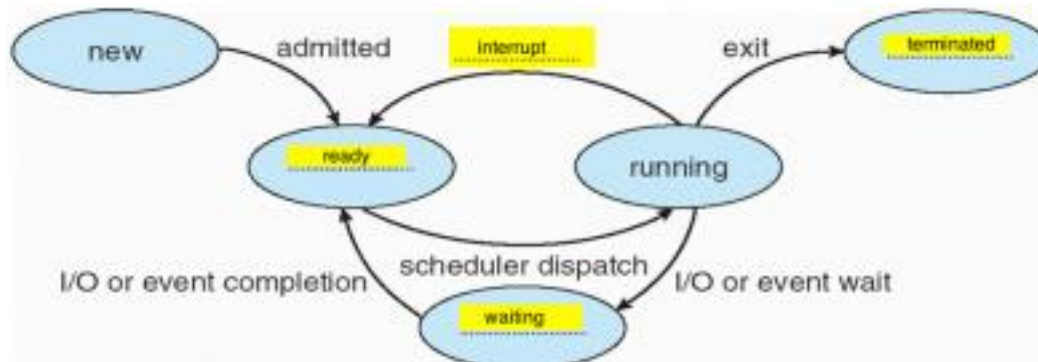 new
admitted
interrupt
exit
terminated
ready
running
I/O or event completion
scheduler dispatch
I/O or event wait
waiting